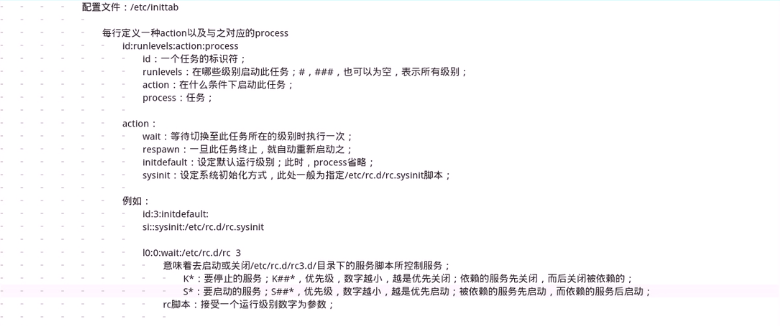 配置文件：/etc/inittab
每行定义一种action以及与之对应的process
id:runlevels:action:process
id：一个任务的标识符；
runlevels：在哪些级别启动此任务；#，###，也可以为空，表示所有级别；
action：在什么条件下启动此任务；
process：任务；
action：
wait：等待切换至此任务所在的级别时执行一次；
respawn：一旦此任务终止，就自动重新启动之；
initdefault：设定默认运行级别；此时，process省略；
sysinit：设定系统初始化方式，此处一般为指定/etc/rc.d/rc.sysinit脚本；
例如：
id:3:initdefault:
si::sysinit:/etc/rc.d/rc.sysinit
l0:0:wait:/etc/rc.d/rc  3
意味着去启动或关闭/etc/rc.d/rc3.d/目录下的服务脚本所控制服务；
K*：要停止的服务；K##*，优先级，数字越小，越是优先关闭；依赖的服务先关闭，而后关闭被依赖的；
S*：要启动的服务；S##*，优先级，数字越小，越是优先启动；被依赖的服务先启动，而依赖的服务后启动；
rc脚本：接受一个运行级别数字为参数；